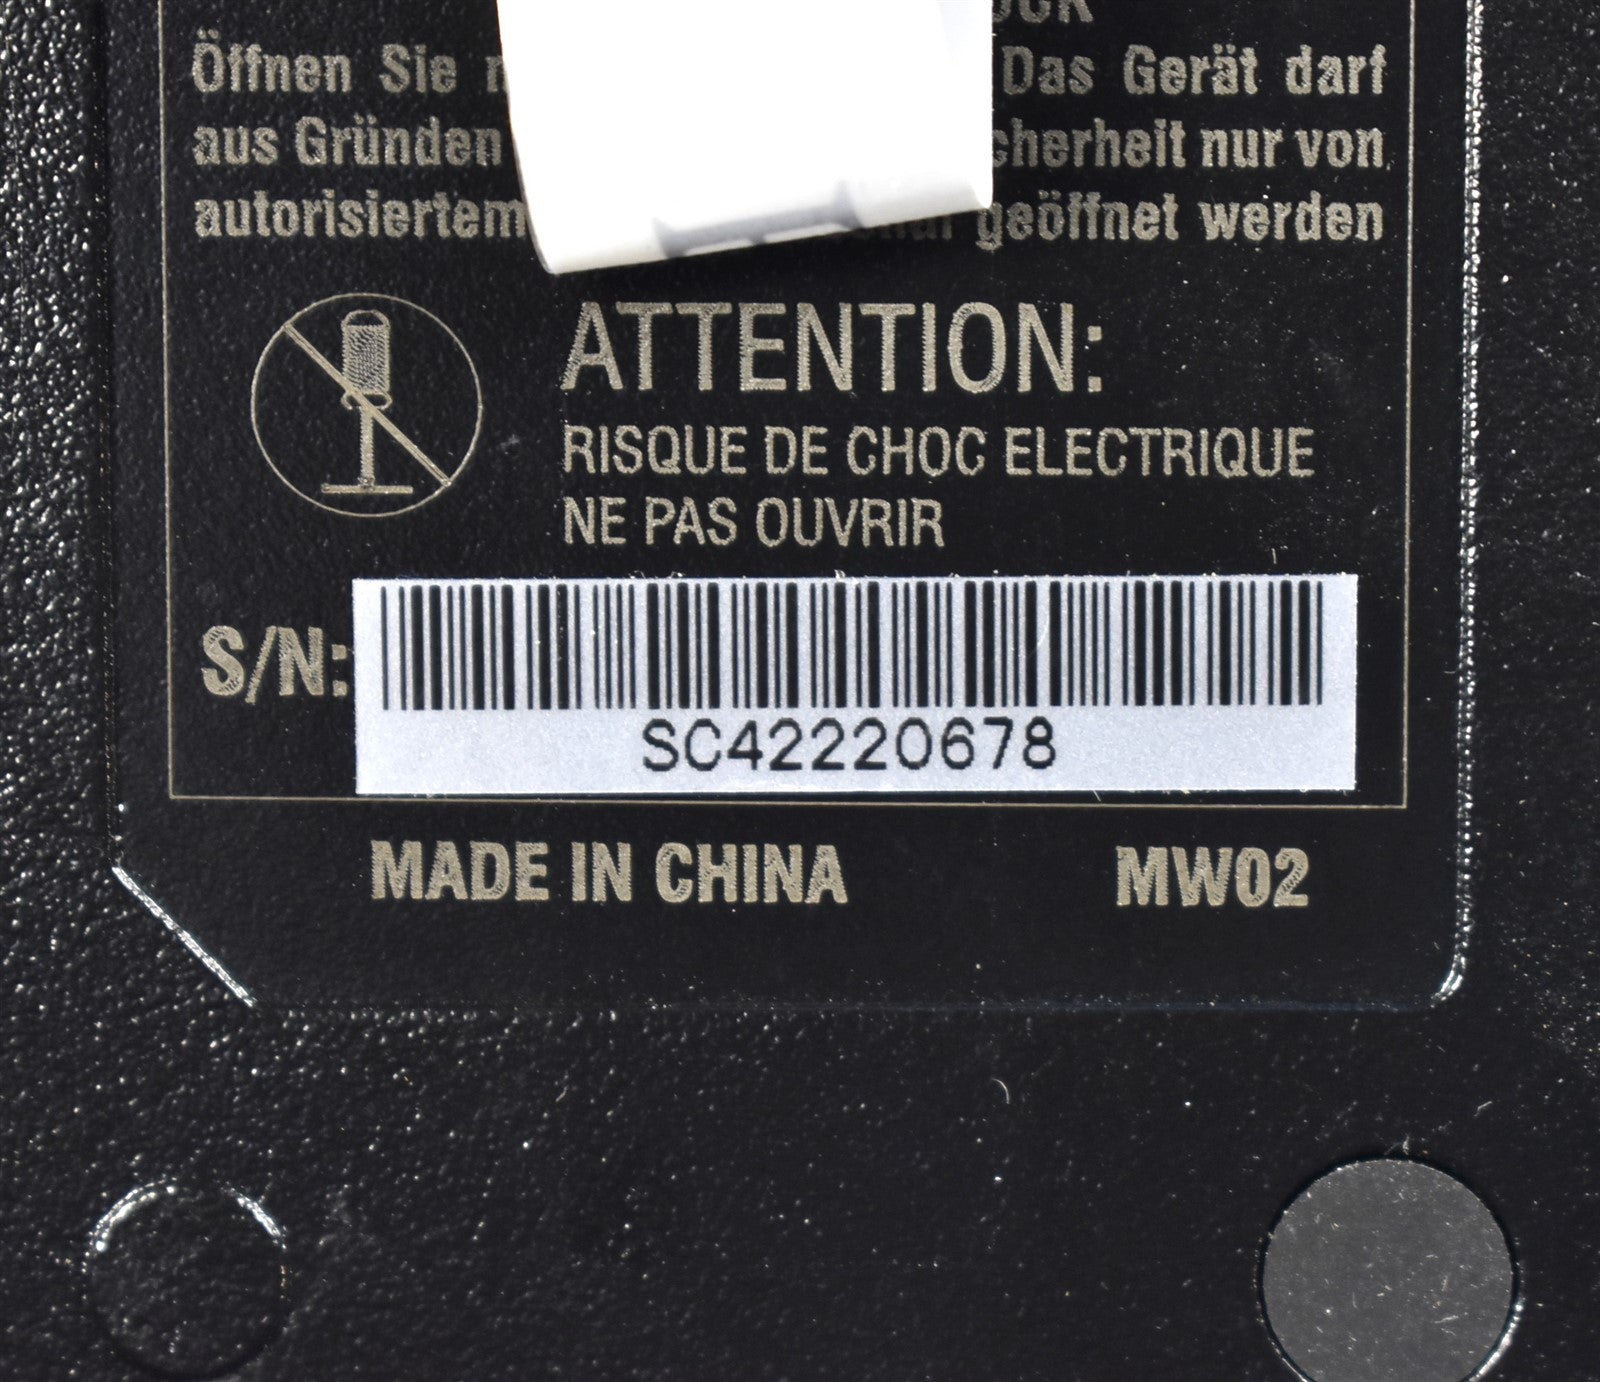 Öffnen Sie Das Gerät darf
aus Gründen nur von
autorisiertem geöffnet werden
ATTENTION:
RISQUE DE CHOC ELECTRIQUE
NE PAS OUVRIR
S/N:
SC42220678
MADE IN CHINA MW02